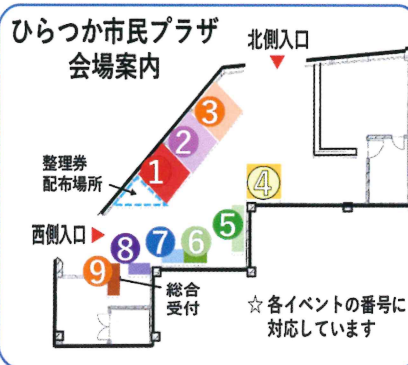 ひらつか市民プラザ
会場案内
北側入口
3
2
1
整理券
配布場所
4
5
西側入口
6
7
8
9
総合
受付
☆ 各イベントの番号に
対応しています